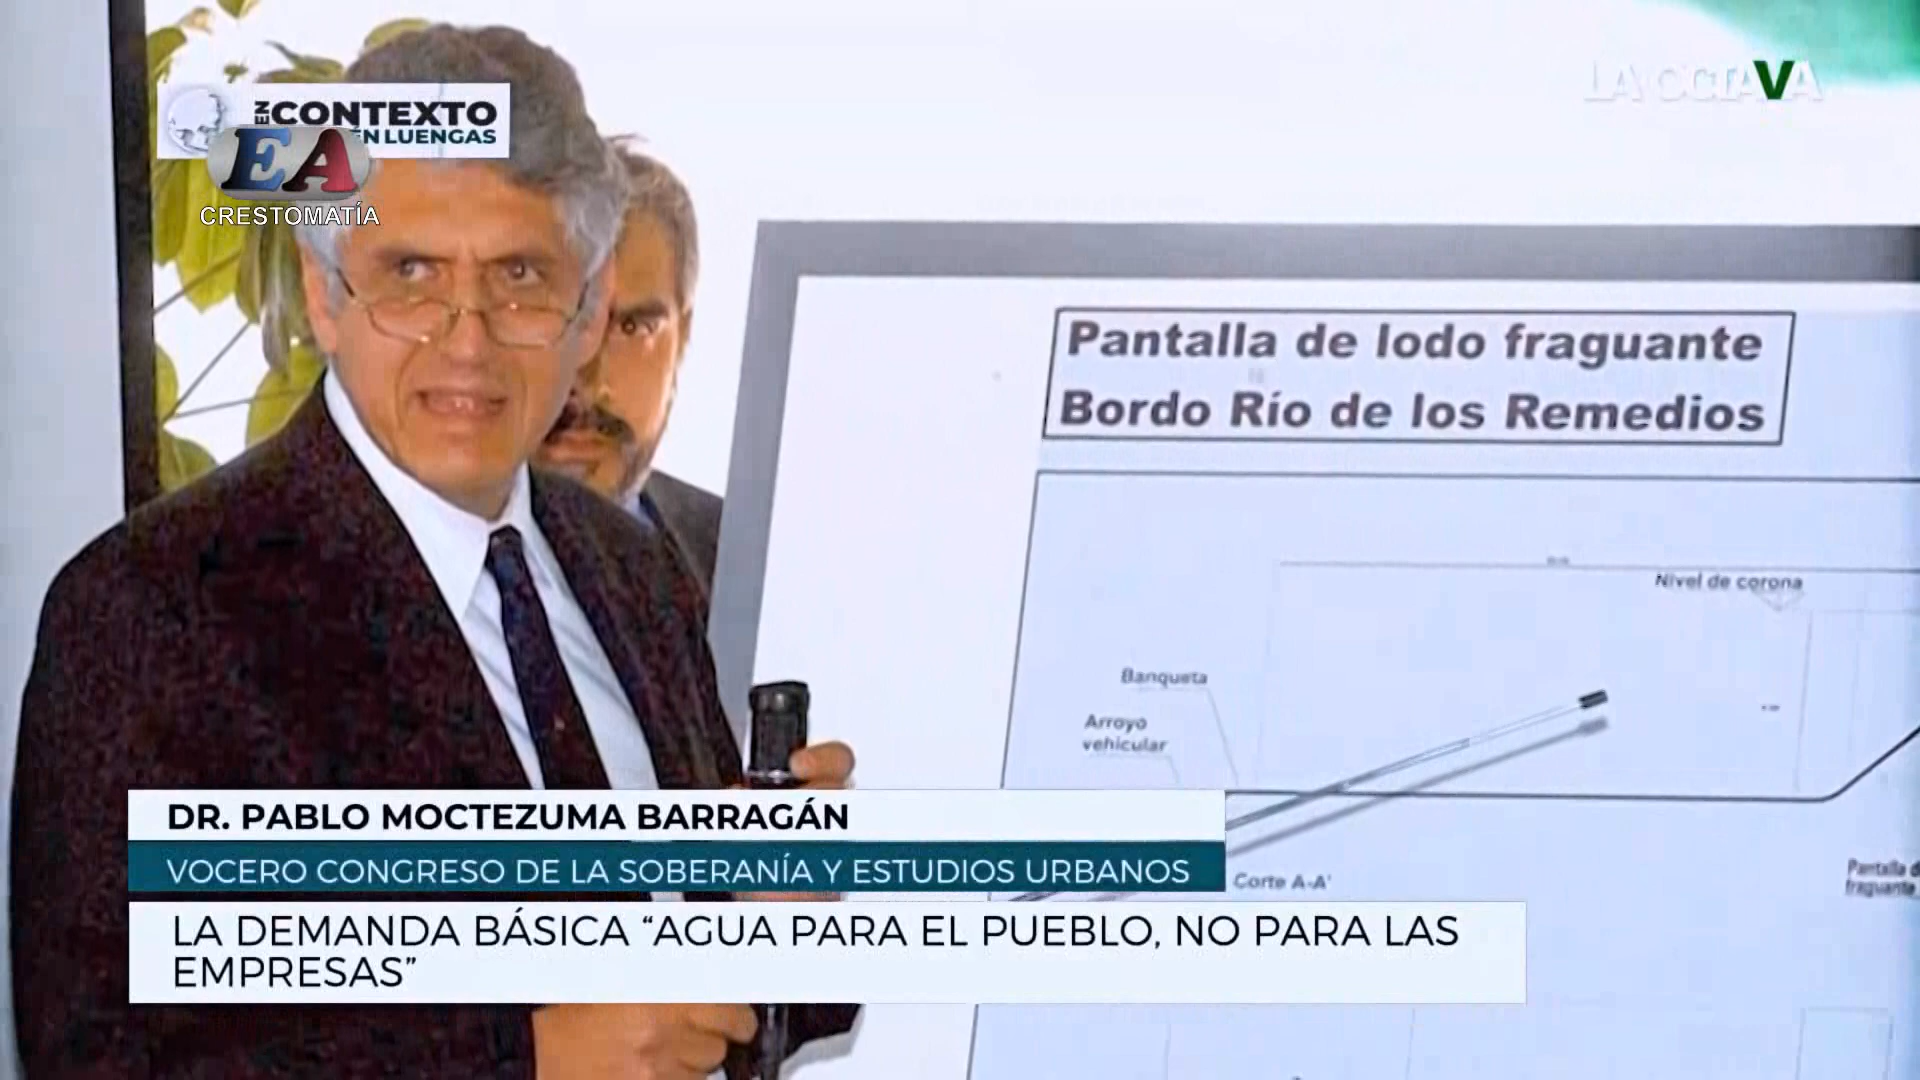 LA OCTAVA
EN CONTEXTO
ÉN LUENGAS
EA
CRESTOMATÍA
Pantalla de lodo fraguante
Bordo Río de los Remedios
Nivel de corona
Banqueta
Arroyo
vehicular
DR. PABLO MOCTEZUMA BARRAGÁN
VOCERO CONGRESO DE LA SOBERANÍA Y ESTUDIOS URBANOS
Corte A-A'
Pantalla d
fraguante
LA DEMANDA BÁSICA “AGUA PARA EL PUEBLO, NO PARA LAS
EMPRESAS”